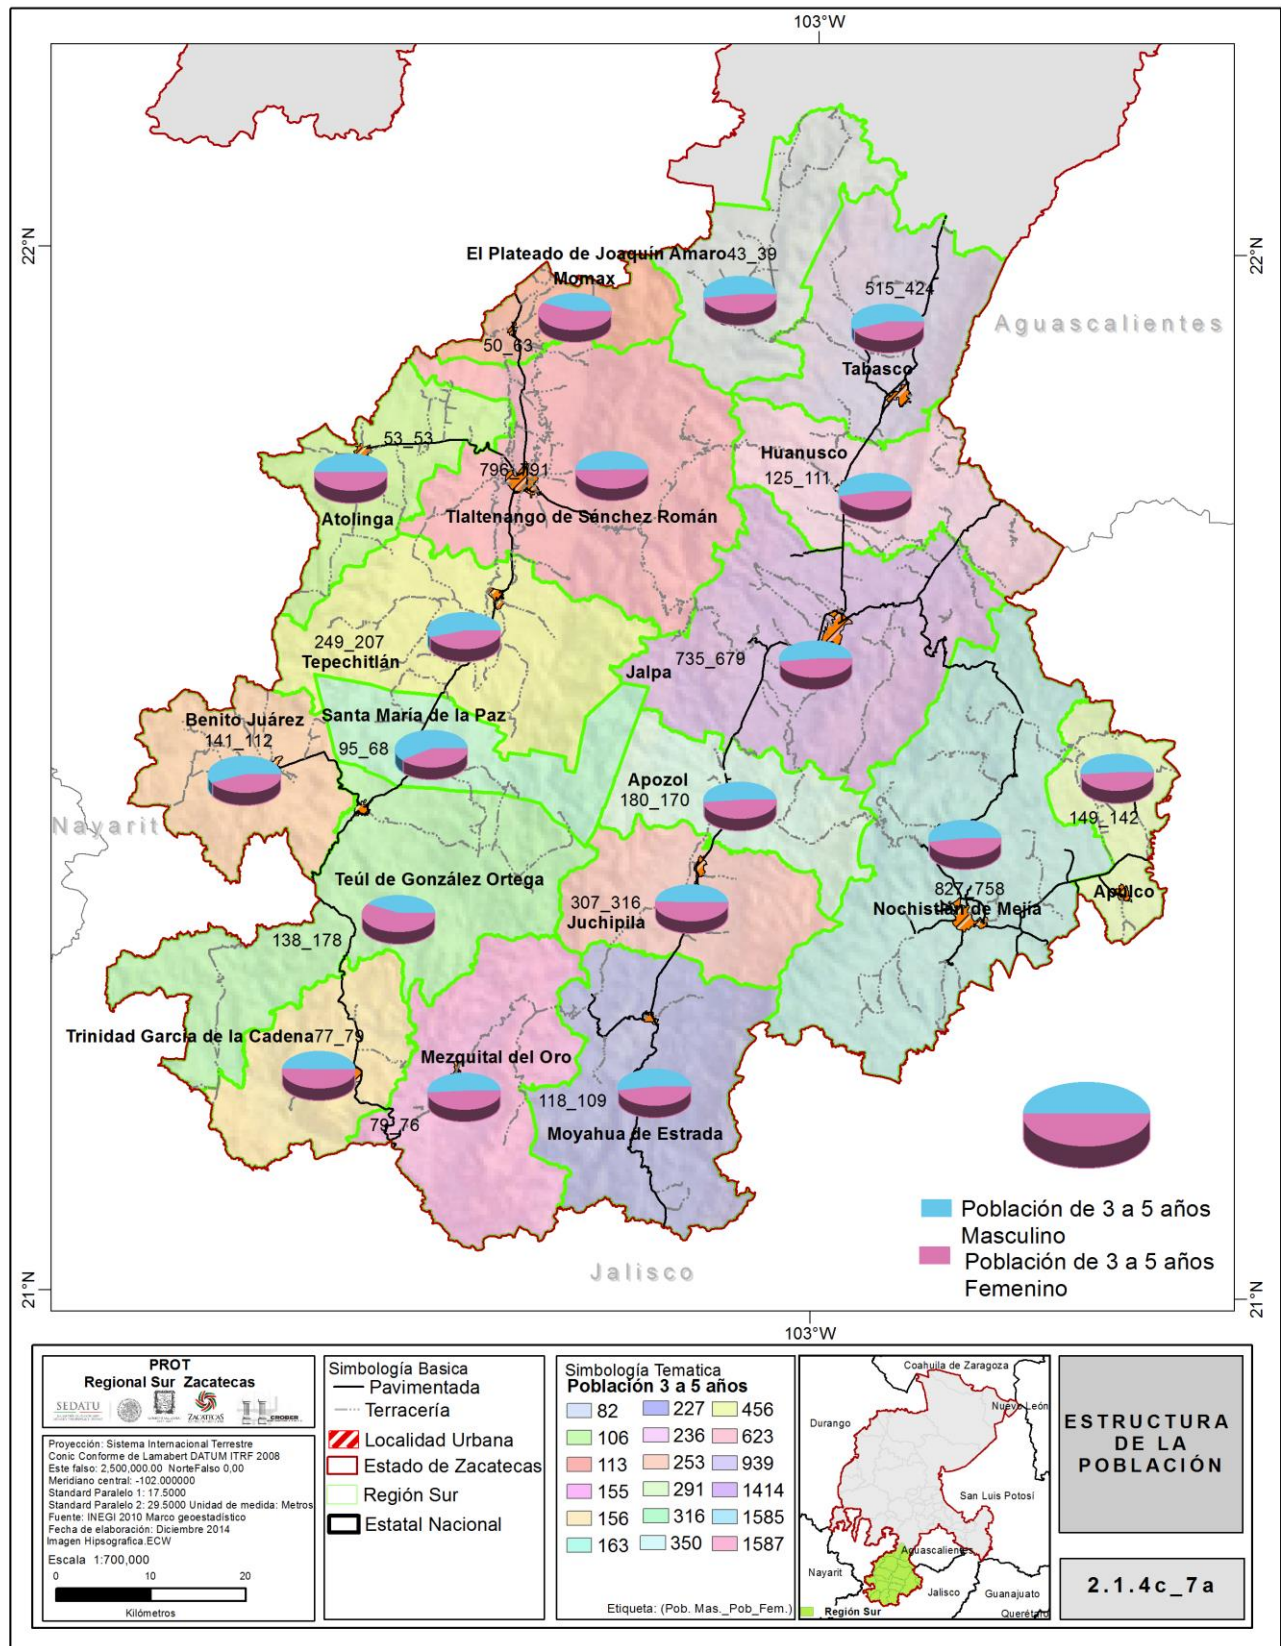 103°W
22°N
22°N
El Plateado de Joaquín Amaro 43_39
Momax
515_424
Aguascalientes
50_63
Tabasco
53_53
Huanusco
125_111
796_791
Atolinga
Tlaltenango de Sánchez Román
249_207
Tepechitlán
735_679
Jalpa
Benito Juárez
141_112
Santa María de la Paz
95_68
Apozol
180_170
149_142
Nayarit
Teúl de González Ortega
827_758
Apulco
307_316
Nochistlán de Mejía
Juchipila
138_178
Trinidad García de la Cadena 77_79
Mezquital del Oro
118_109
79_76
Moyahua de Estrada
Población de 3 a 5 años
Masculino
Población de 3 a 5 años
Femenino
Jalisco
21°N
21°N
103°W
PROT
Regional Sur Zacatecas
SEDATU
ZACATECAS
CROBER
Proyección: Sistema Internacional Terrestre
Conic Conforme de Lamabert DATUM ITRF 2008
Este falso: 2,500,000.00 NorteFalso 0,00
Meridiano central: -102.000000
Standard Paralelo 1: 17.5000
Standard Paralelo 2: 29.5000 Unidad de medida: Metros
Fuente: INEGI 2010 Marco geoestadístico
Fecha de elaboración: Diciembre 2014
Imagen Hipsografica.ECW
Escala 1:700,000
0 10 20
Kilómetros
Simbología Basica
Pavimentada
Terracería
Localidad Urbana
Estado de Zacatecas
Región Sur
Estatal Nacional
Simbología Tematica
Población 3 a 5 años
82 227 456
106 236 623
113 253 939
155 291 1414
156 316 1585
163 350 1587
Etiqueta: (Pob. Mas._Pob_Fem.)
Coahuila de Zaragoza
Nuevo León
Durango
San Luis Potosí
Aguascalientes
Nayarit
Jalisco
Guanajuato
Querétaro
Región Sur
ESTRUCTURA
DE LA
POBLACIÓN
2.1.4c_7a